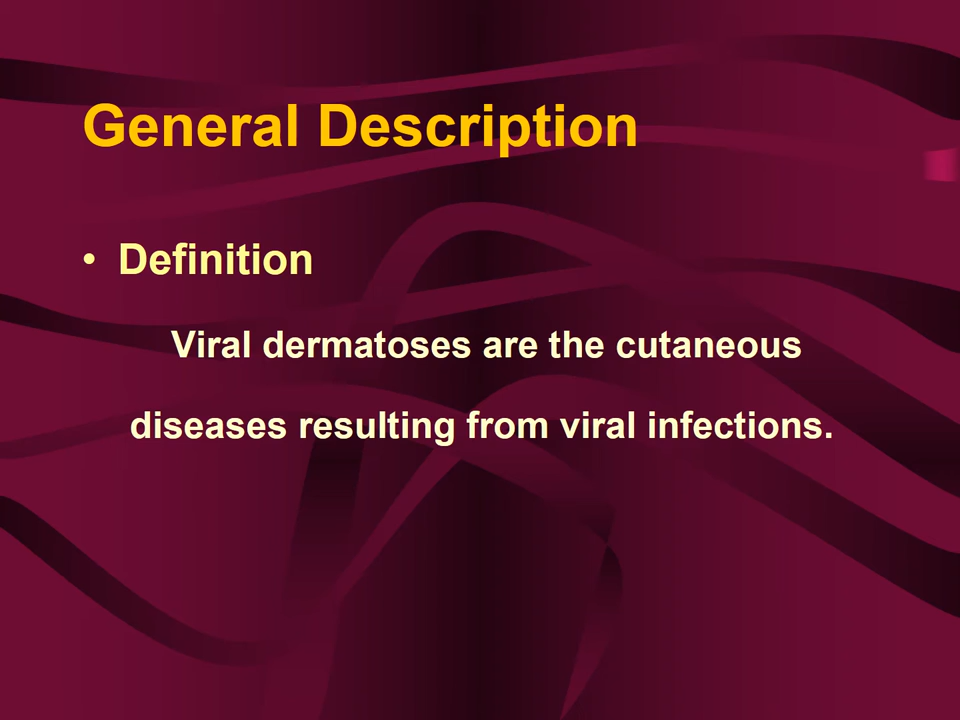 General Description
• Definition
Viral dermatoses are the cutaneous
diseases resulting from viral infections.